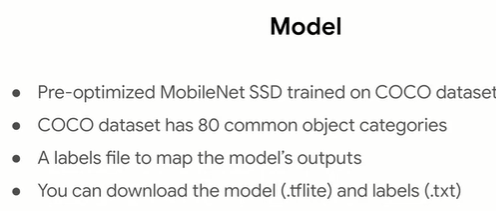 Model
• Pre-optimized MobileNet SSD trained on COCO dataset
• COCO dataset has 80 common object categories
• A labels file to map the model's outputs
• You can download the model (.tflite) and labels (.txt)